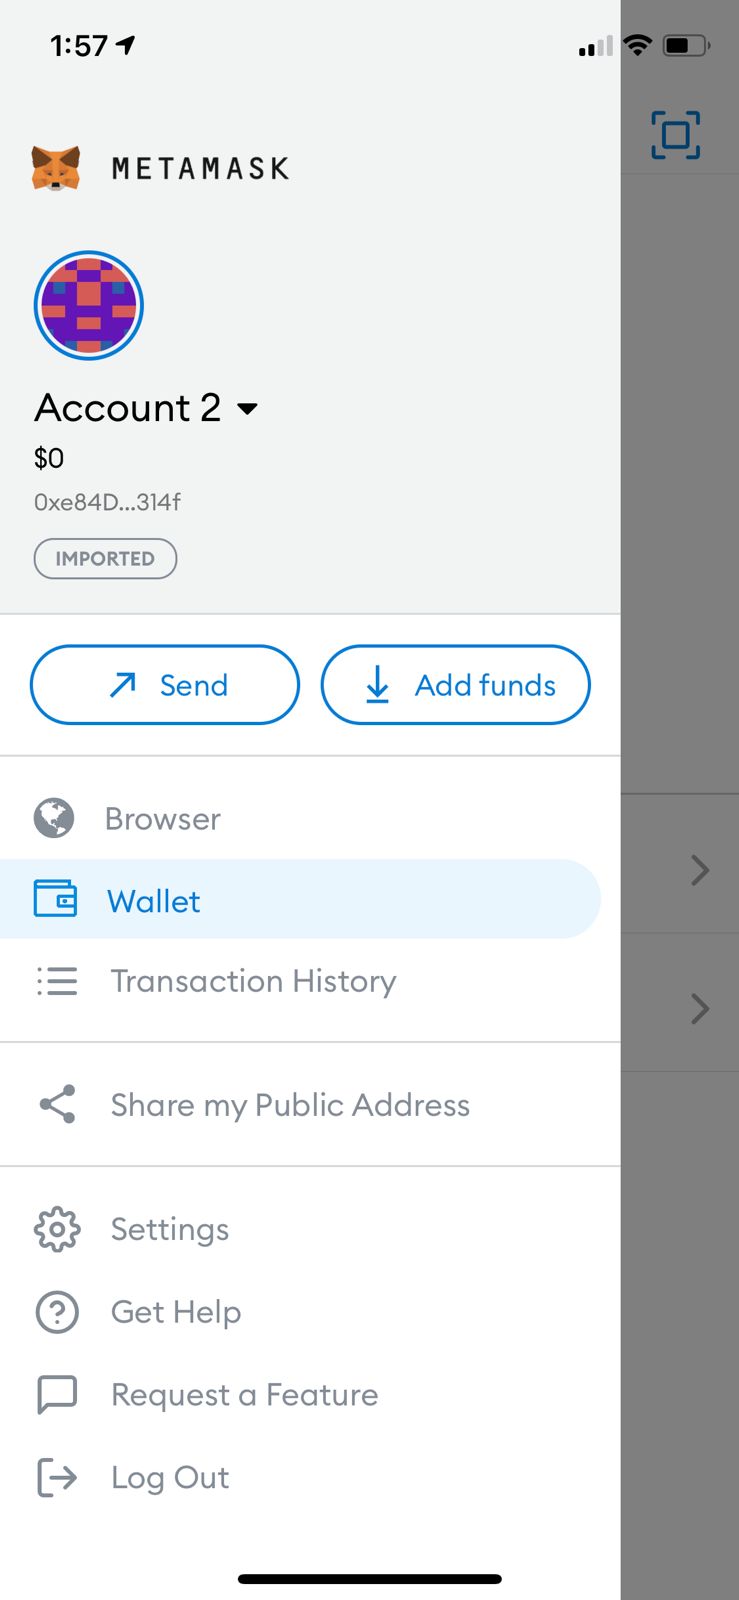 1:57
METAMASK
Account 2
$0
0xe84D...314f
IMPORTED
Send
Add funds
Browser
Wallet
Transaction History
Share my Public Address
Settings
Get Help
Request a Feature
Log Out